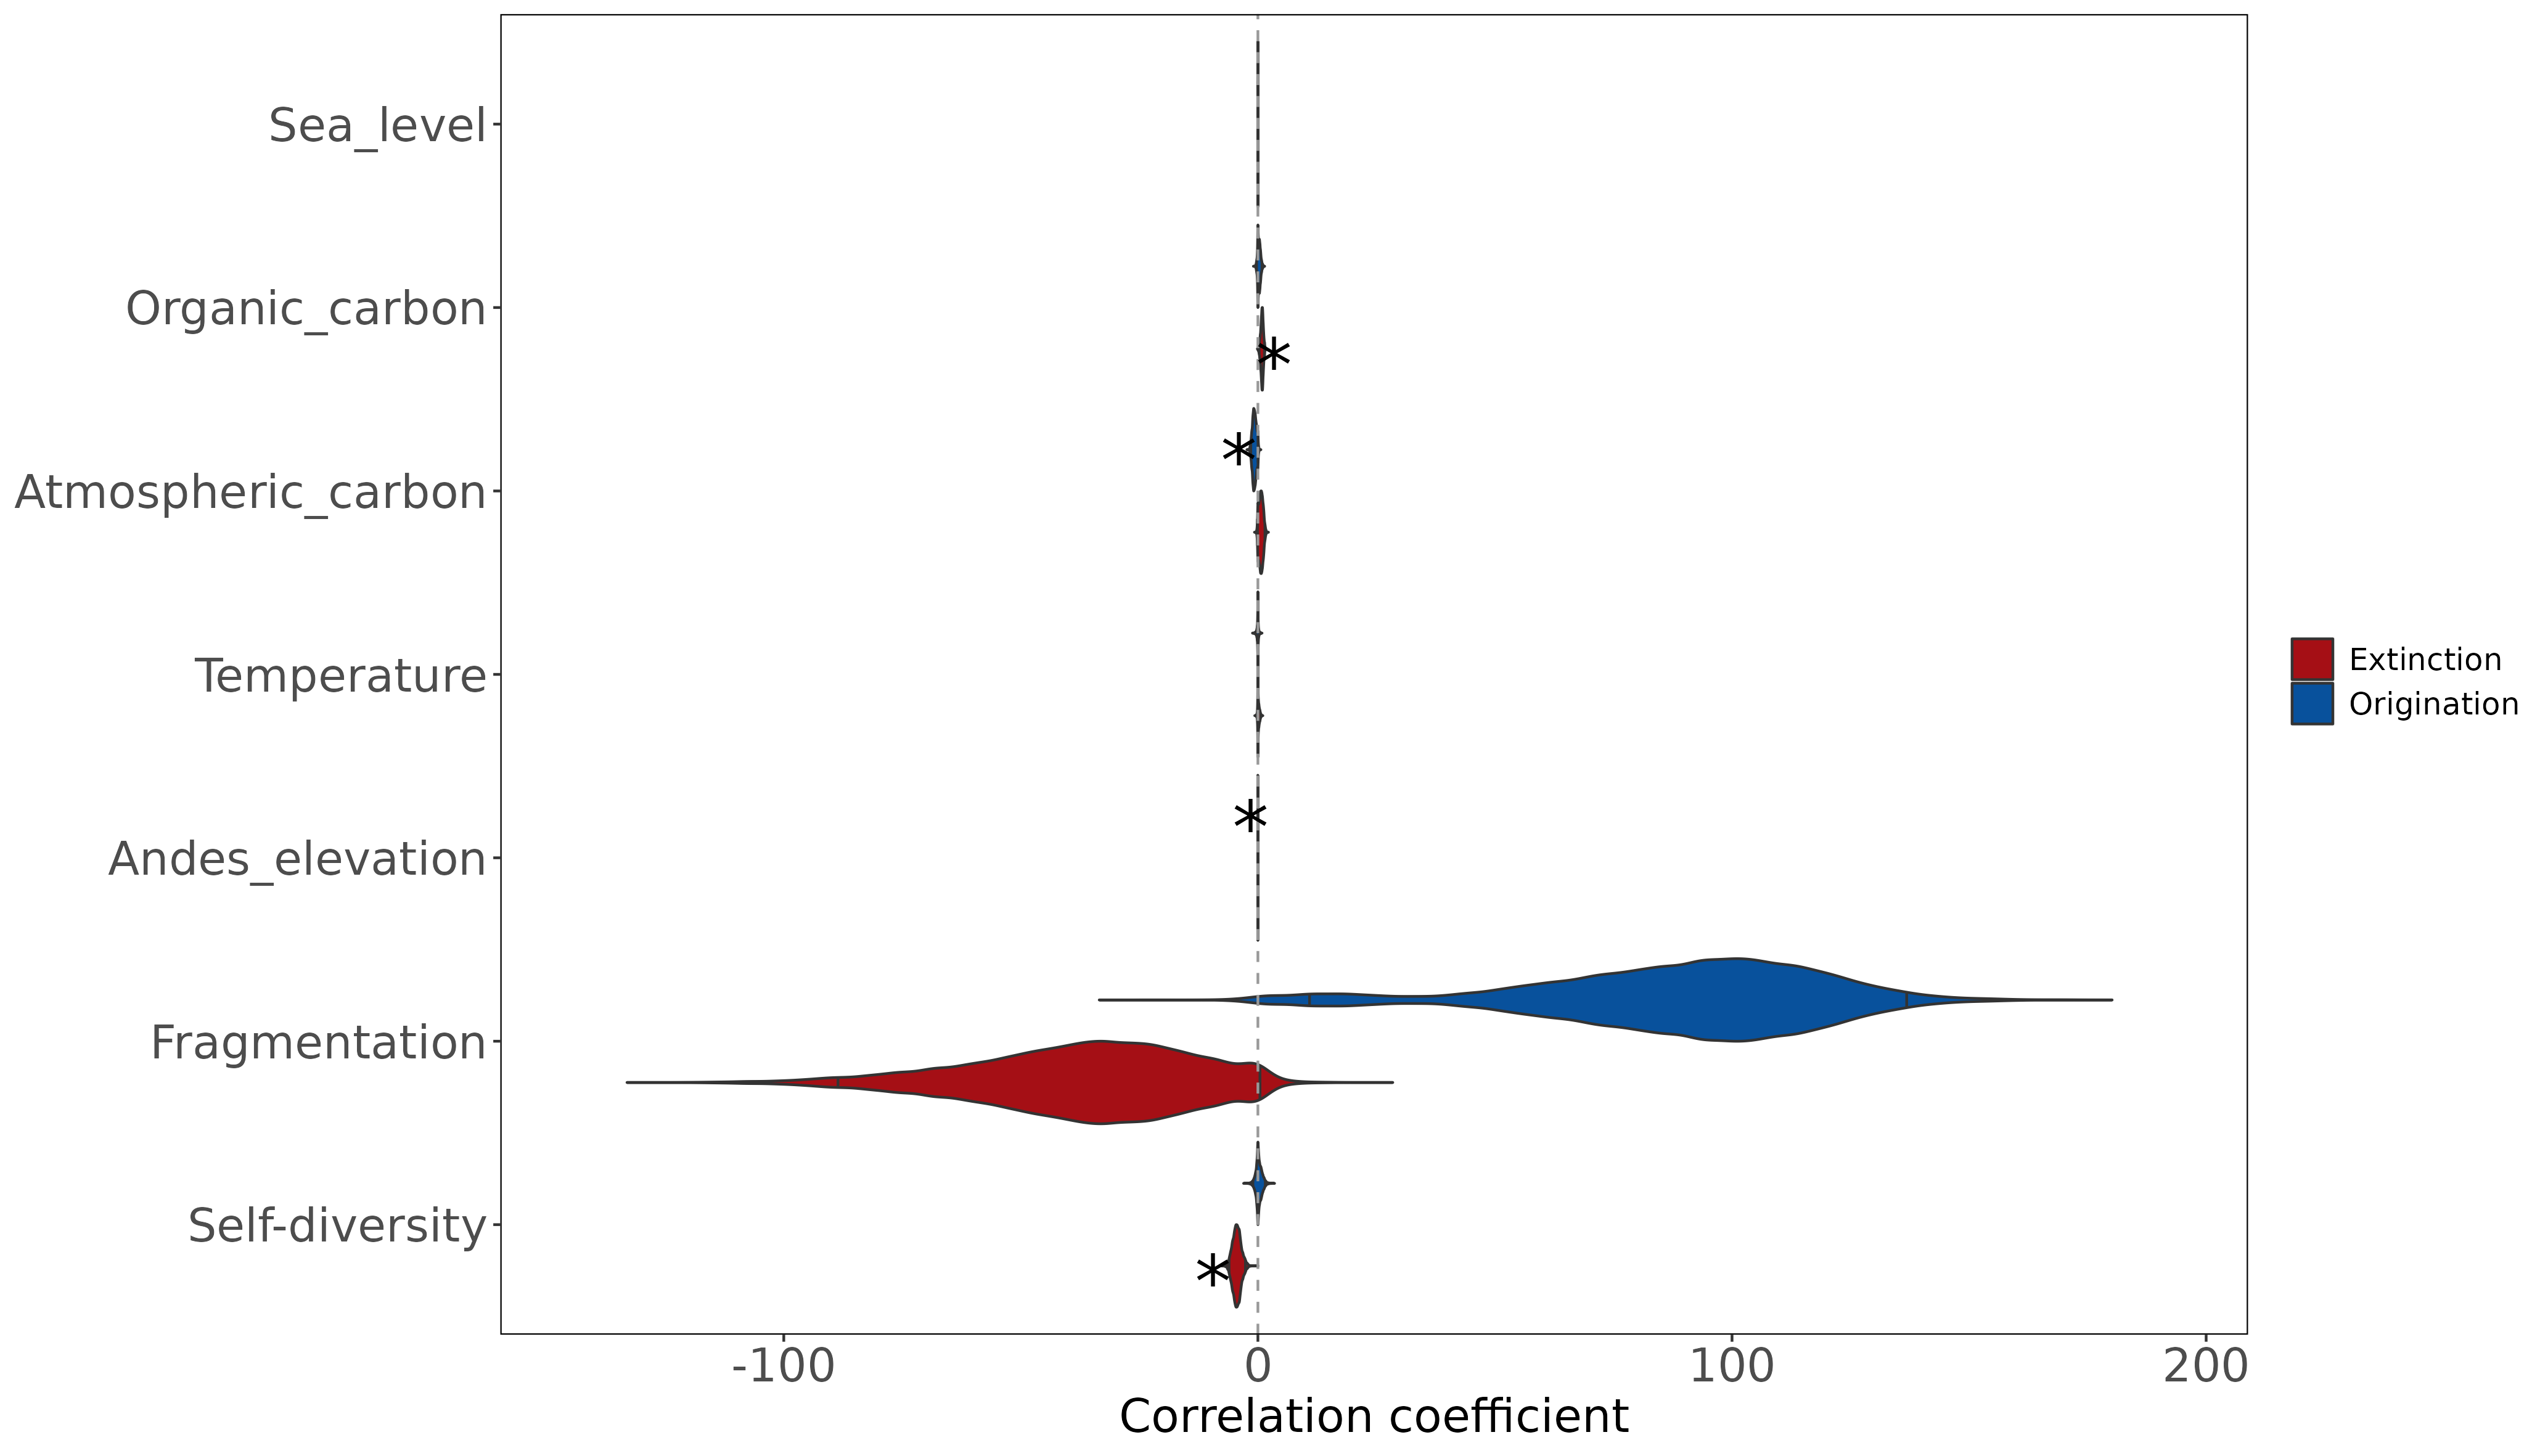 Sea_level
Organic_carbon
*
*
Atmospheric_carbon
Temperature
*
Andes_elevation
Fragmentation
Self-diversity
*
Extinction
Origination
-100 0 100 200
Correlation coefficient